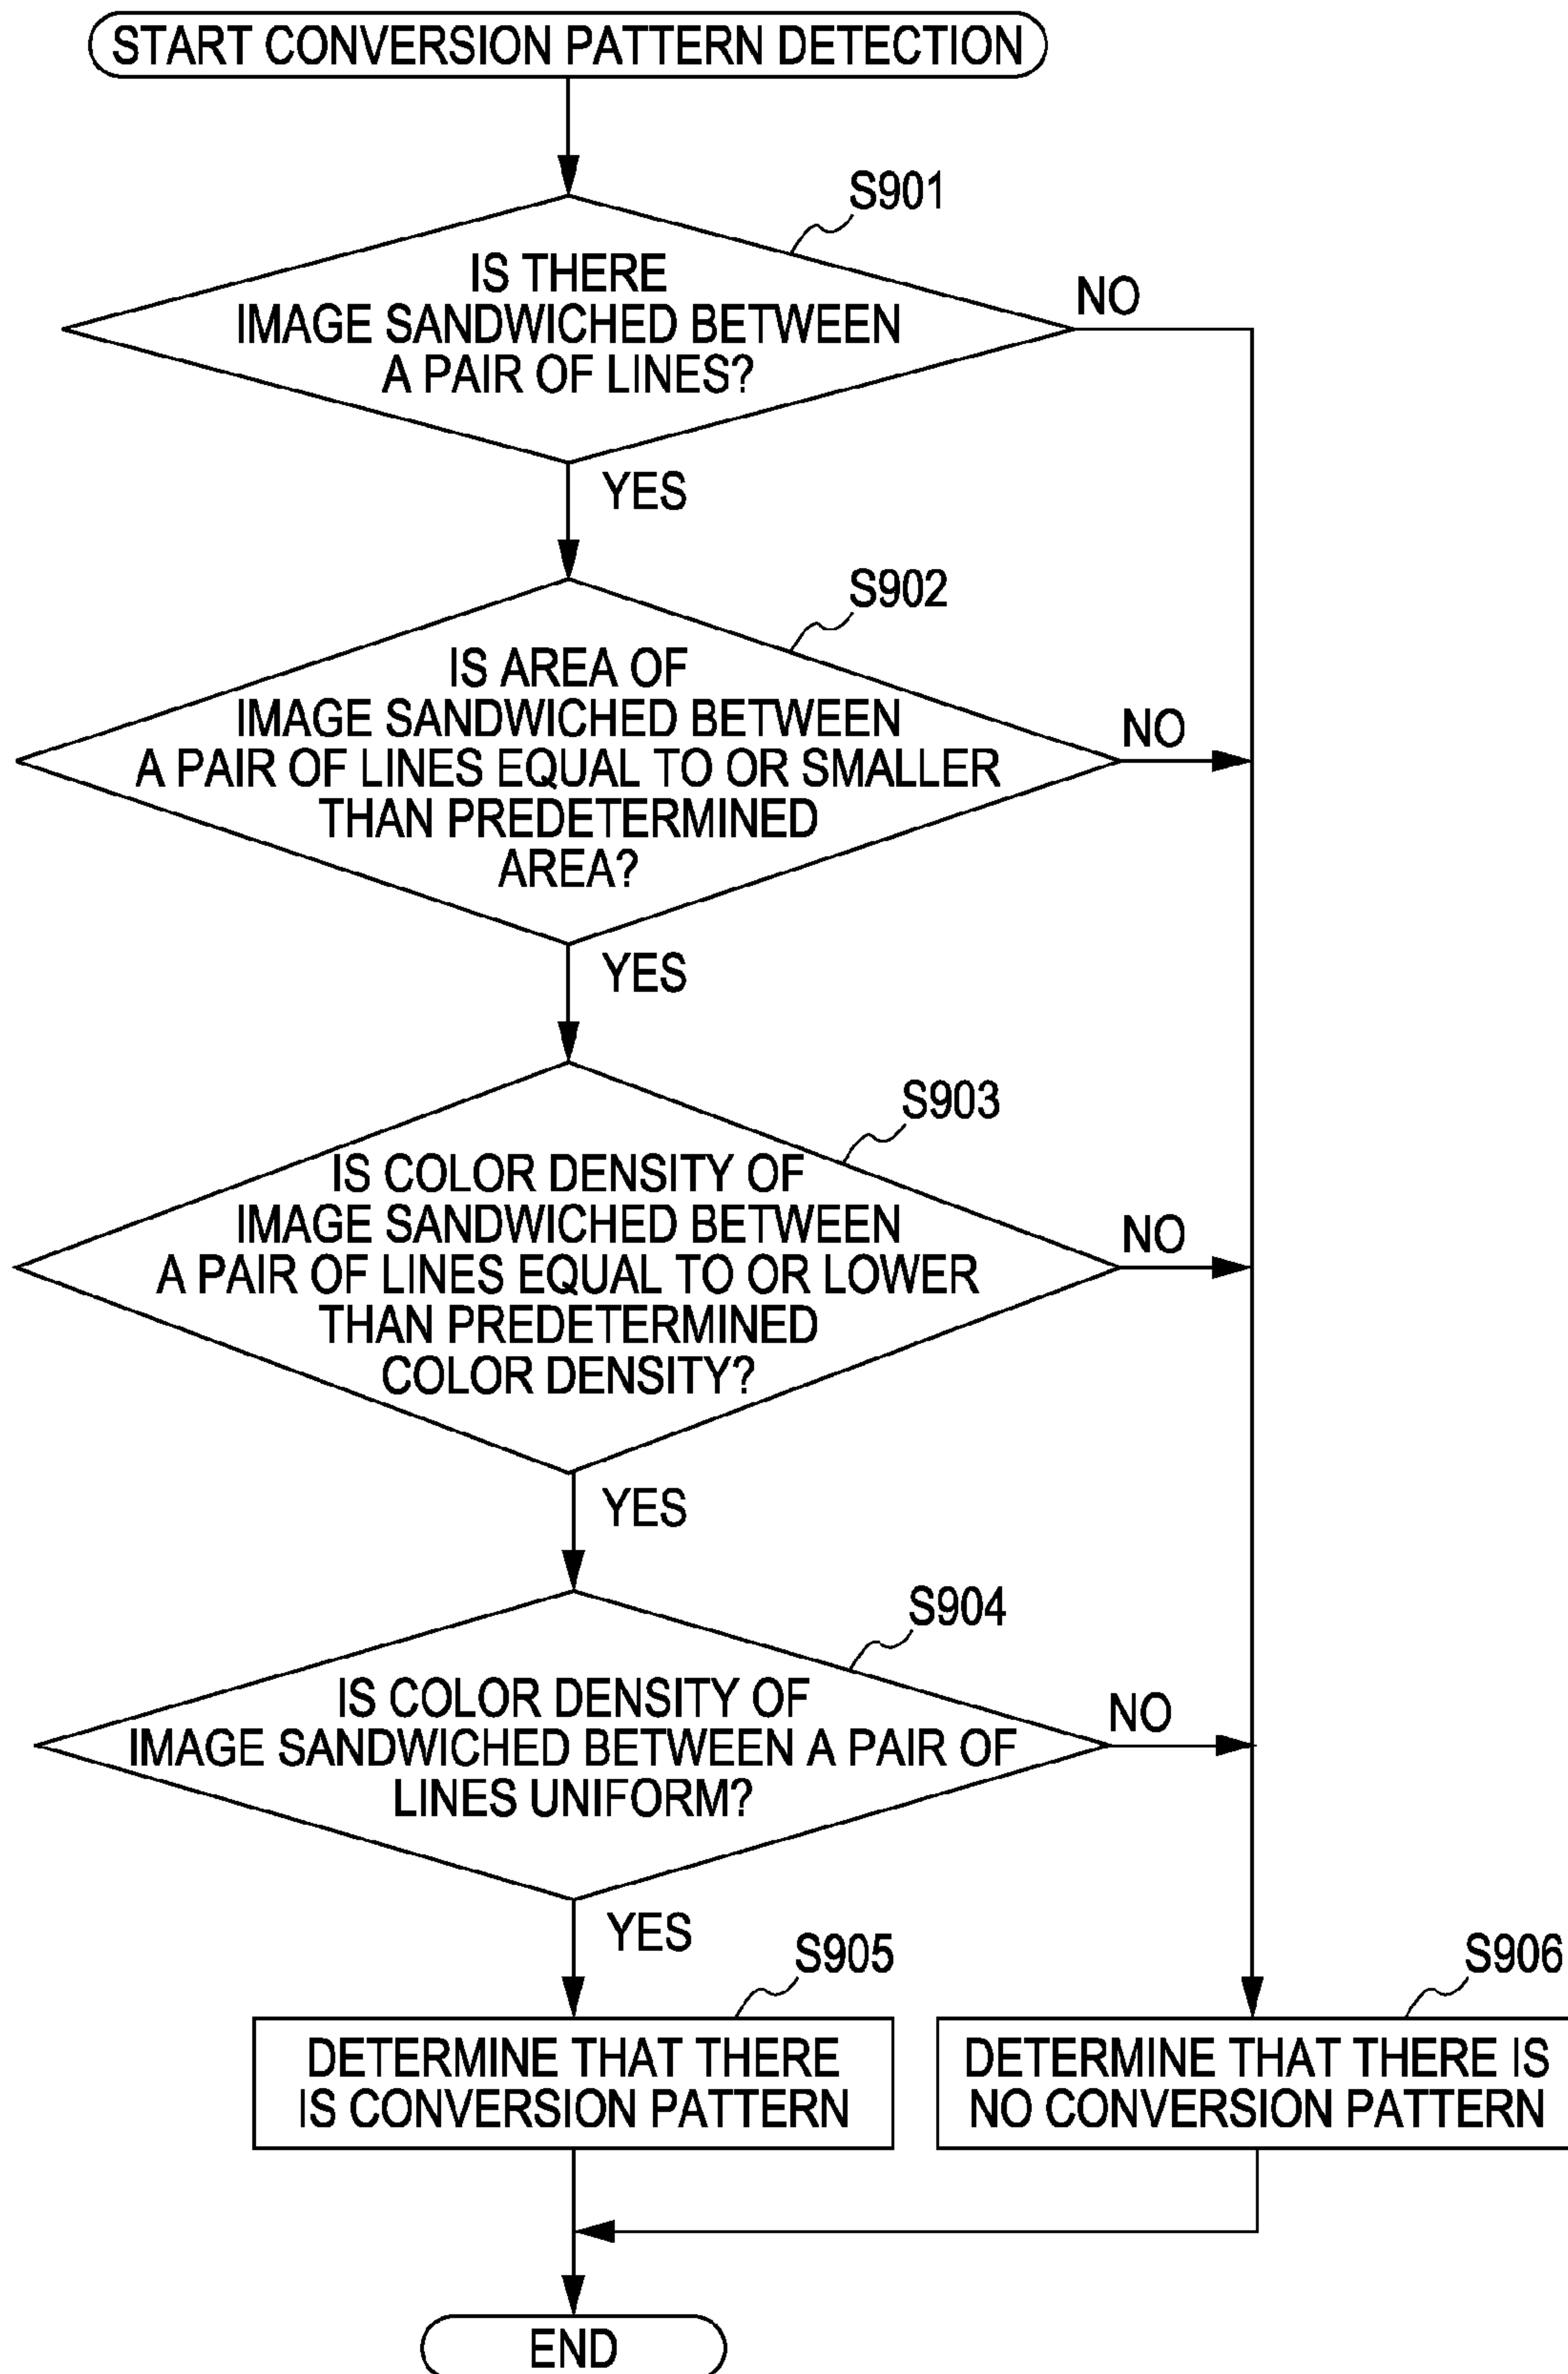 START CONVERSION PATTERN DETECTION
S901
IS THERE
IMAGE SANDWICHED BETWEEN
A PAIR OF LINES?
NO
YES
S902
IS AREA OF
IMAGE SANDWICHED BETWEEN
A PAIR OF LINES EQUAL TO OR SMALLER
THAN PREDETERMINED
AREA?
NO
YES
S903
IS COLOR DENSITY OF
IMAGE SANDWICHED BETWEEN
A PAIR OF LINES EQUAL TO OR LOWER
THAN PREDETERMINED
COLOR DENSITY?
NO
YES
S904
IS COLOR DENSITY OF
IMAGE SANDWICHED BETWEEN A PAIR OF
LINES UNIFORM?
NO
YES
S905
DETERMINE THAT THERE
IS CONVERSION PATTERN
S906
DETERMINE THAT THERE IS
NO CONVERSION PATTERN
END